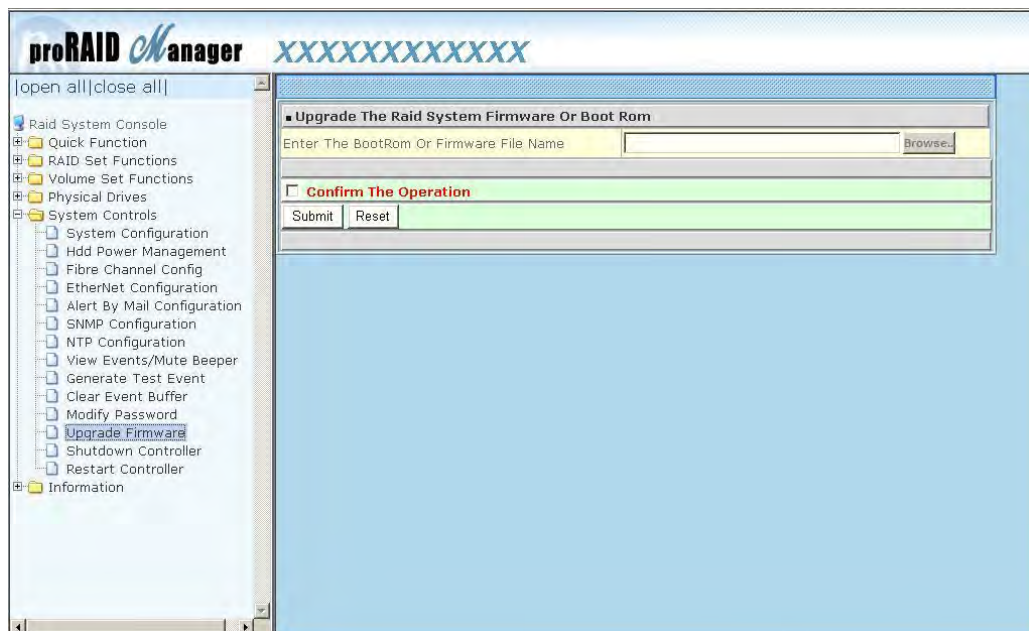 proRAID Manager XXXXXXXXXXXX
|open all|close all|
Raid System Console
Quick Function
RAID Set Functions
Volume Set Functions
Physical Drives
System Controls
System Configuration
Hdd Power Management
Fibre Channel Config
EtherNet Configuration
Alert By Mail Configuration
SNMP Configuration
NTP Configuration
View Events/Mute Beeper
Generate Test Event
Clear Event Buffer
Modify Password
Upgrade Firmware
Shutdown Controller
Restart Controller
Information
Upgrade The Raid System Firmware Or Boot Rom
Enter The BootRom Or Firmware File Name Browse..
Confirm The Operation
Submit Reset